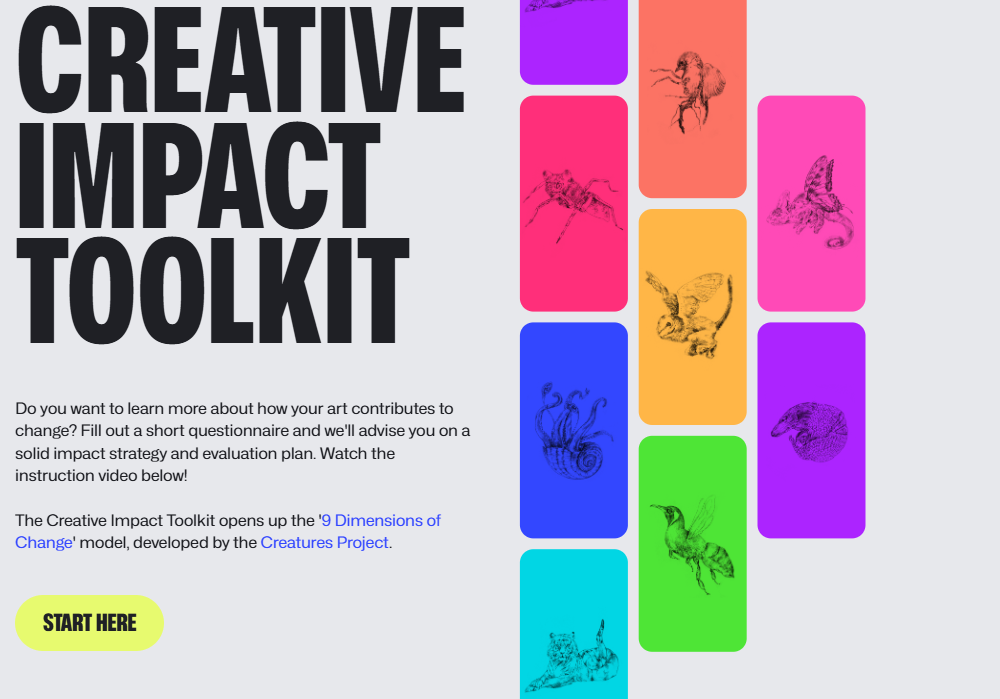 CREATIVE
IMPACT
TOOLKIT
Do you want to learn more about how your art contributes to
change? Fill out a short questionnaire and we'll advise you on a
solid impact strategy and evaluation plan. Watch the
instruction video below!
The Creative Impact Toolkit opens up the '9 Dimensions of
Change' model, developed by the Creatures Project.
START HERE